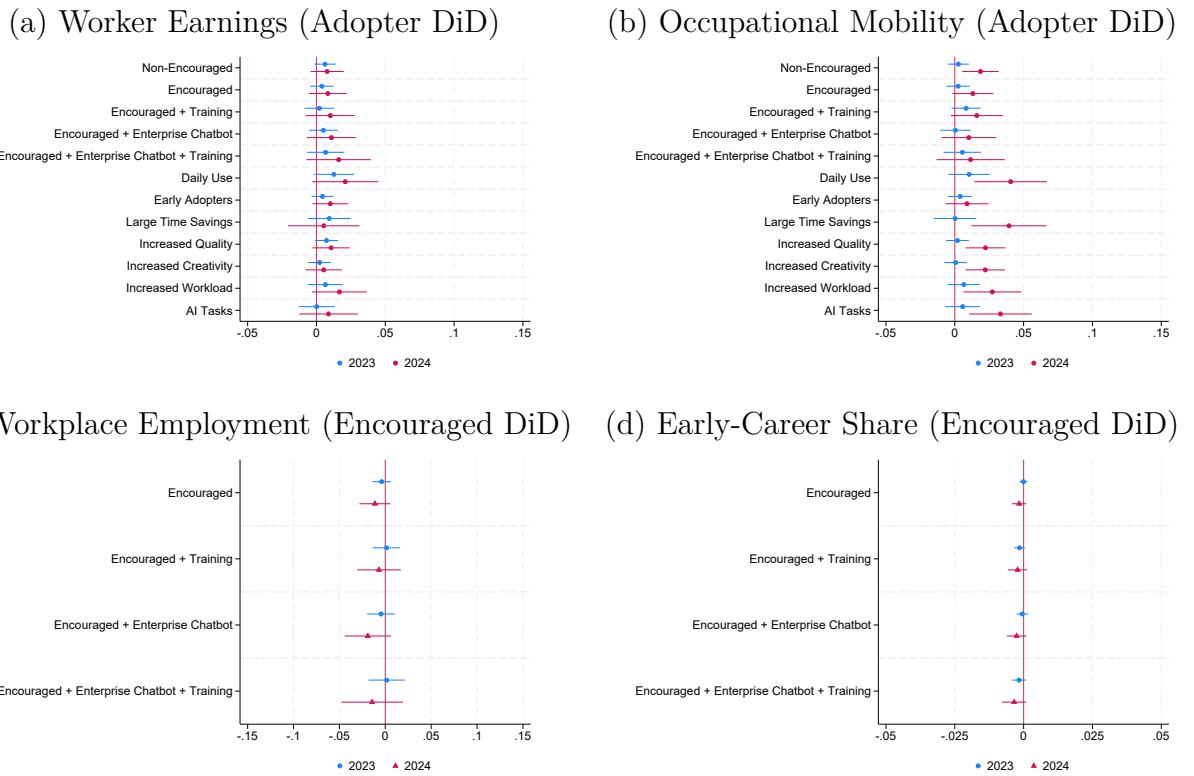 (a) Worker Earnings (Adopter DiD)
Non-Encouraged
Encouraged
Encouraged + Training
Encouraged + Enterprise Chatbot
Encouraged + Enterprise Chatbot + Training
Daily Use
Early Adopters
Large Time Savings
Increased Quality
Increased Creativity
Increased Workload
AI Tasks
-.05 0 .05 .1 .15
2023 2024
(b) Occupational Mobility (Adopter DiD)
Non-Encouraged
Encouraged
Encouraged + Training
Encouraged + Enterprise Chatbot
Encouraged + Enterprise Chatbot + Training
Daily Use
Early Adopters
Large Time Savings
Increased Quality
Increased Creativity
Increased Workload
AI Tasks
-.05 0 .05 .1 .15
2023 2024
Workplace Employment (Encouraged DiD)
Encouraged
Encouraged + Training
Encouraged + Enterprise Chatbot
Encouraged + Enterprise Chatbot + Training
-.15 -.1 -.05 0 .05 .1 .15
2023 2024
(d) Early-Career Share (Encouraged DiD)
Encouraged
Encouraged + Training
Encouraged + Enterprise Chatbot
Encouraged + Enterprise Chatbot + Training
-.05 -.025 0 .025 .05
2023 2024